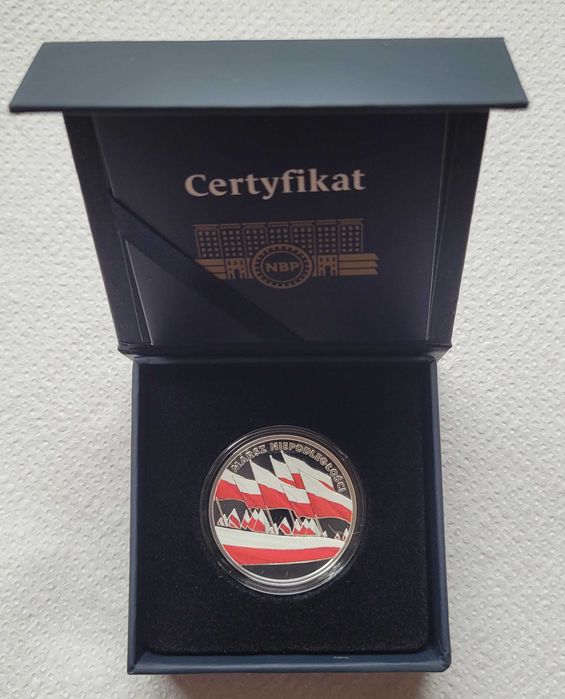 Certyfikat
NBP
MARSZ NIEPODLEGŁOŚCI